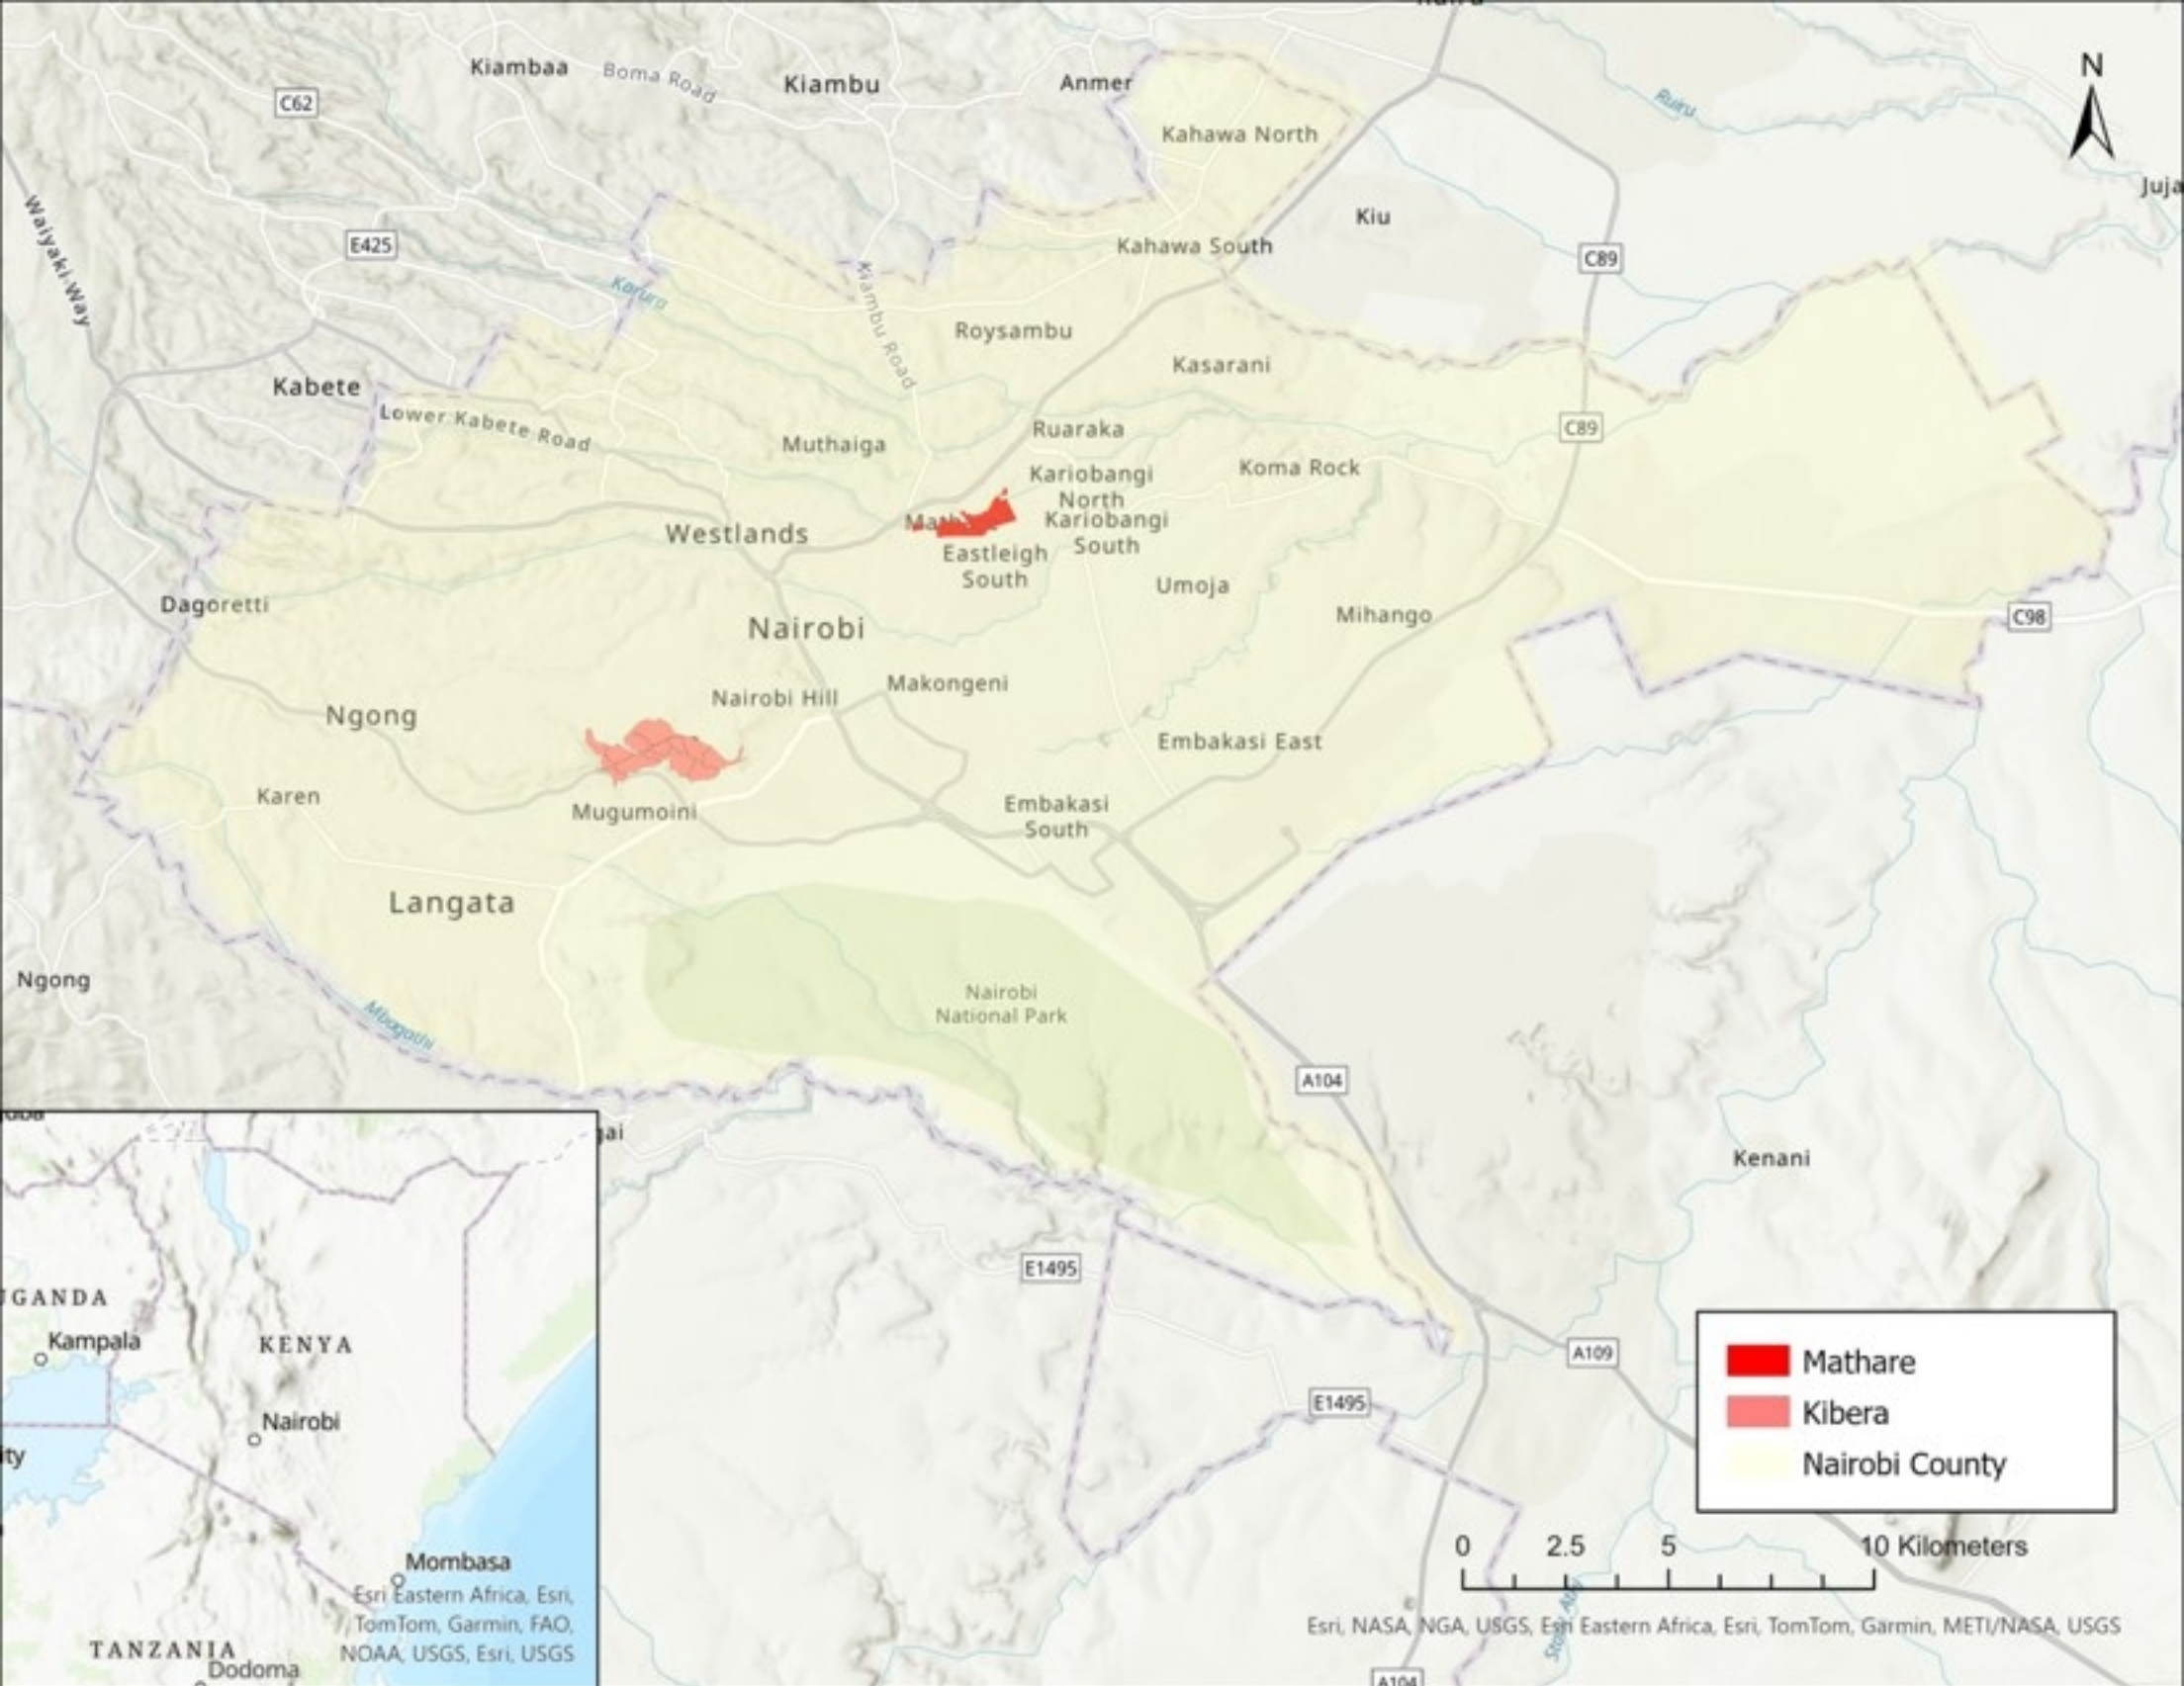 Kiambaa
Boma Road
Kiambu
Anmer
N
C62
Ruiru
Kahawa North
Juja
Waiyaki Way
Kiu
E425
Kahawa South
C89
Karura
Kiambu Road
Roysambu
Kasarani
Kabete
Lower Kabete Road
C89
Muthaiga
Ruaraka
Koma Rock
Kariobangi
North
Westlands
Kariobangi
South
Eastleigh
South
Umoja
Dagoretti
Mihango
C98
Nairobi
Makongeni
Nairobi Hill
Ngong
Embakasi East
Karen
Mugumoini
Embakasi
South
Langata
Ngong
Nairobi
National Park
Mbagathi
A104
gai
Kenani
E1495
UGANDA
Kampala
KENYA
Nairobi
A109
Mathare
E1495
Kibera
Nairobi County
ity
Mombasa
Esri Eastern Africa, Esri,
TomTom, Garmin, FAO,
NOAA, USGS, Esri, USGS
TANZANIA
Dodoma
0 2.5 5 10 Kilometers
Esri, NASA, NGA, USGS, Esri Eastern Africa, Esri, TomTom, Garmin, METI/NASA, USGS
A104